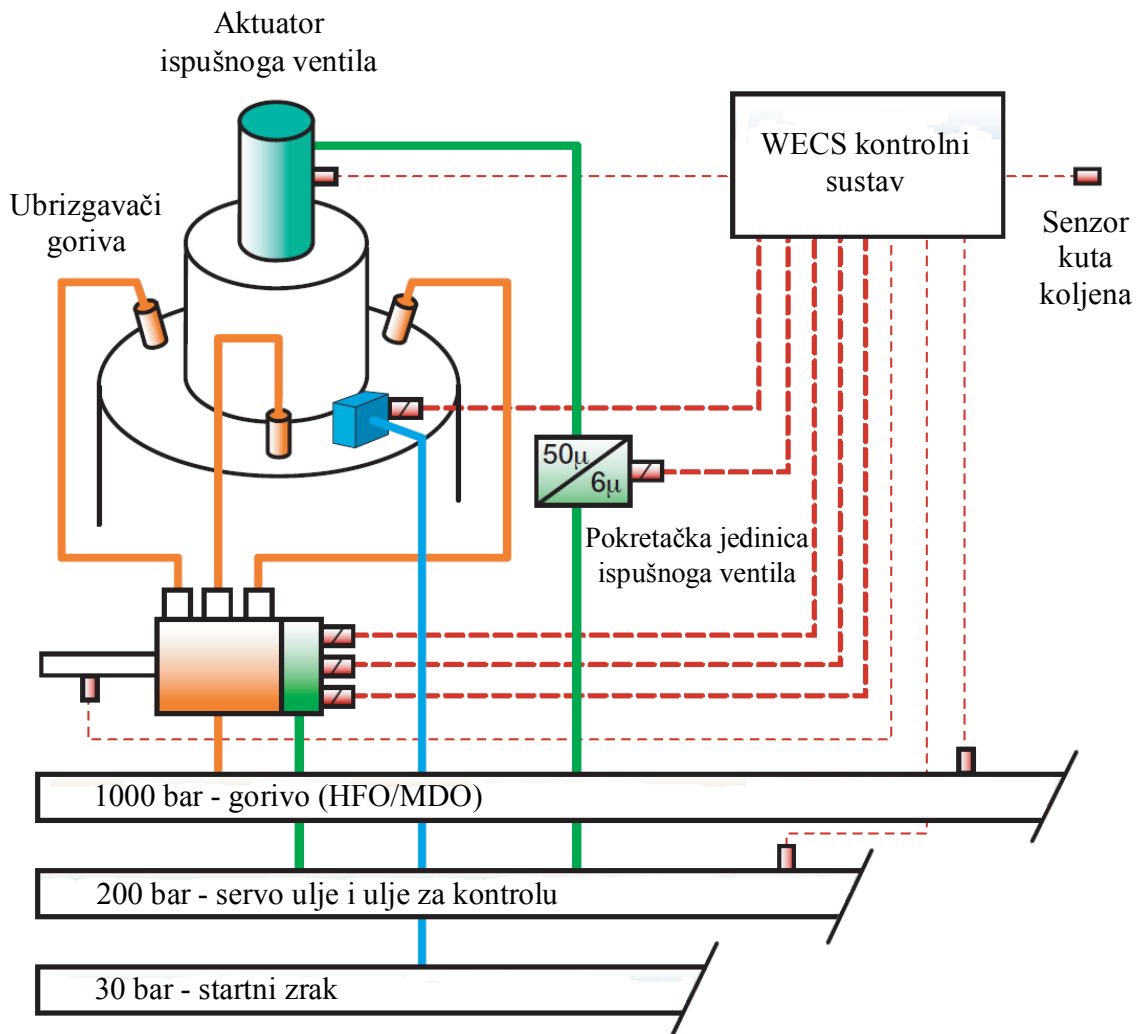 Aktuator
ispušnoga ventila
WECS kontrolni
sustav
Ubrizgavači
goriva
Senzor
kuta
koljena
50μ
6μ
Pokretačka jedinica
ispušnoga ventila
1000 bar - gorivo (HFO/MDO)
200 bar - servo ulje i ulje za kontrolu
30 bar - startni zrak